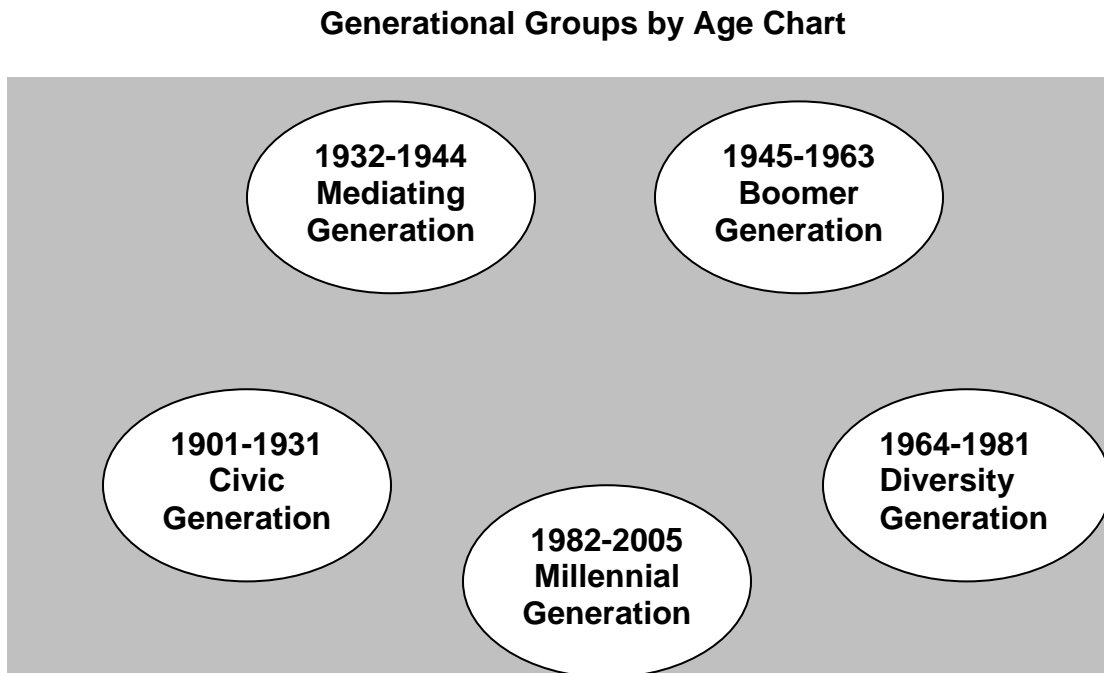 Generational Groups by Age Chart
1932-1944
Mediating
Generation
1945-1963
Boomer
Generation
1901-1931
Civic
Generation
1964-1981
Diversity
Generation
1982-2005
Millennial
Generation